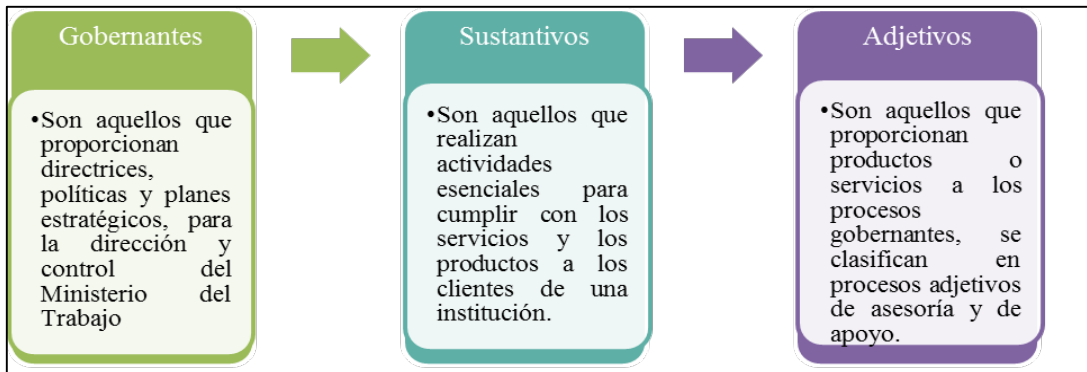 Gobernantes
•Son aquellos que
proporcionan
directrices,
políticas y planes
estratégicos, para
la dirección y
control del
Ministerio del
Trabajo
Sustantivos
•Son aquellos que
realizan
actividades
esenciales para
cumplir con los
servicios y los
productos a los
clientes de una
institución.
Adjetivos
•Son aquellos que
proporcionan
productos o
servicios a los
procesos
gobernantes, se
clasifican en
procesos adjetivos
de asesoría y de
apoyo.